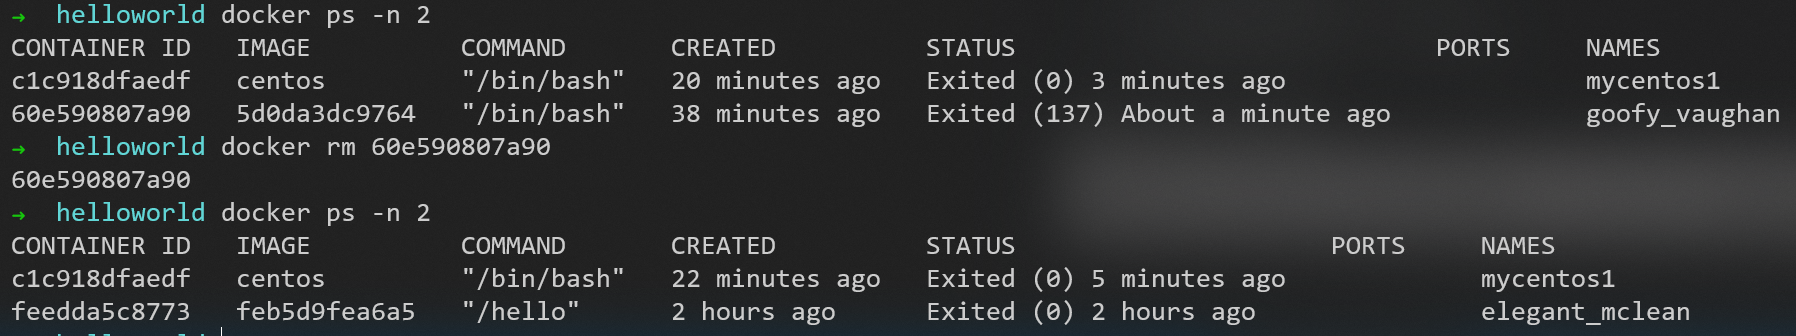 → helloworld docker ps -n 2
CONTAINER ID IMAGE COMMAND CREATED STATUS PORTS NAMES
c1c918dfaedf centos "/bin/bash" 20 minutes ago Exited (0) 3 minutes ago mycentos1
60e590807a90 5d0da3dc9764 "/bin/bash" 38 minutes ago Exited (137) About a minute ago goofy_vaughan
→ helloworld docker rm 60e590807a90
60e590807a90
→ helloworld docker ps -n 2
CONTAINER ID IMAGE COMMAND CREATED STATUS PORTS NAMES
c1c918dfaedf centos "/bin/bash" 22 minutes ago Exited (0) 5 minutes ago mycentos1
feedda5c8773 feb5d9fea6a5 "/hello" 2 hours ago Exited (0) 2 hours ago elegant_mclean